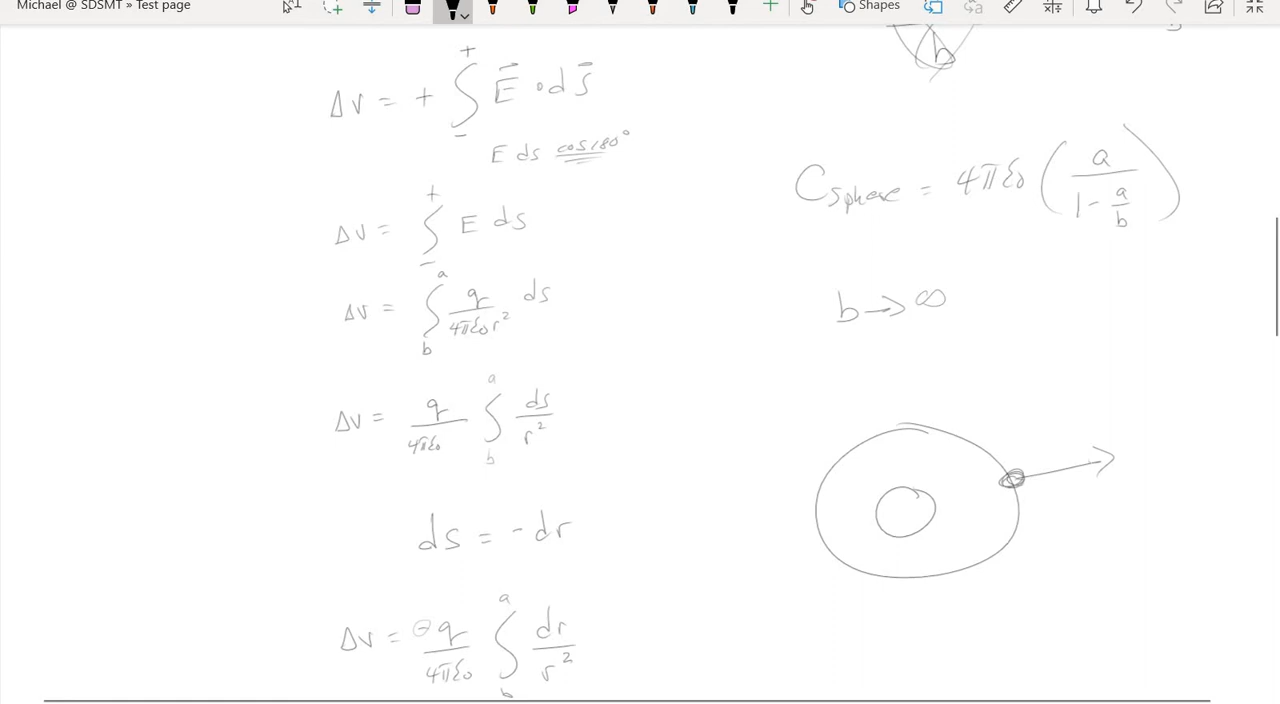 Michael @ SDSMT » Test page
Shapes
ΔV = + ∫₋⁺ E⃗ • d s⃗
E ds cos180°
ΔV = ∫₋⁺ E ds
ΔV = ∫_b^a q/(4πε₀r²) ds
ΔV = q/(4πε₀) ∫_b^a ds/r²
ds = -dr
ΔV = -q/(4πε₀) ∫_b^a dr/r²
b
C_sphere = 4πε₀ (a/(1 - a/b))
b → ∞